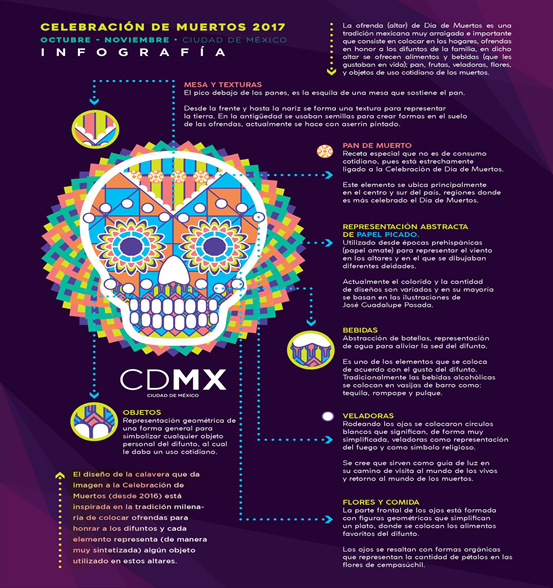 CELEBRACIÓN DE MUERTOS 2017
OCTUBRE - NOVIEMBRE • CIUDAD DE MÉXICO
INFOGRAFÍA
La ofrenda (altar) de Día de Muertos es una
tradición mexicana muy arraigada e importante
que consiste en colocar en los hogares, ofrendas
en honor a los difuntos de la familia, en dicho
altar se ofrecen alimentos y bebidas (que les
gustaban en vida); pan, frutas, veladoras, flores,
y objetos de uso cotidiano de los muertos.
MESA Y TEXTURAS
El pico debajo de los panes, es la esquila de una mesa que sostiene el pan.
Desde la frente y hasta la nariz se forma una textura para representar
la tierra. En la antigüedad se usaban semillas para crear formas en el suelo
de las ofrendas, actualmente se hace con aserrín pintado.
PAN DE MUERTO
Receta especial que no es de consumo
cotidiano, pues está estrechamente
ligado a la Celebración de Día de Muertos.
Este elemento se ubica principalmente
en el centro y sur del país, regiones donde
es más celebrado el Día de Muertos.
REPRESENTACIÓN ABSTRACTA
DE PAPEL PICADO.
Utilizado desde épocas prehispánicas
(papel amate) para representar el viento
en los altares y en el que se dibujaban
diferentes deidades.
Actualmente el colorido y la cantidad
de diseños son variados y en su mayoría
se basan en las ilustraciones de
José Guadalupe Posada.
BEBIDAS
Abstracción de botellas, representación
de agua para aliviar la sed del difunto.
Es uno de los elementos que se coloca
de acuerdo con el gusto del difunto.
Tradicionalmente las bebidas alcohólicas
se colocan en vasijas de barro como:
tequila, rompope y pulque.
CDMX
CIUDAD DE MÉXICO
OBJETOS
Representación geométrica de
una forma general para
simbolizar cualquier objeto
personal del difunto, al cual
le daba un uso cotidiano.
VELADORAS
Rodeando los ojos se colocaron círculos
blancos que significan, de forma muy
simplificada, veladoras como representación
del fuego y como símbolo religioso.
Se cree que sirven como guía de luz en
su camino de visita al mundo de los vivos
y retorno al mundo de los muertos.
El diseño de la calavera que da
imagen a la Celebración de
Muertos (desde 2016) está
inspirada en la tradición milena-
ria de colocar ofrendas para
honrar a los difuntos y cada
elemento representa (de manera
muy sintetizada) algún objeto
utilizado en estos altares.
FLORES Y COMIDA
La parte frontal de los ojos está formada
con figuras geométricas que simplifican
un plato, donde se colocan los alimentos
favoritos del difunto.
Los ojos se resaltan con formas orgánicas
que representan la cantidad de pétalos en las
flores de cempasúchil.